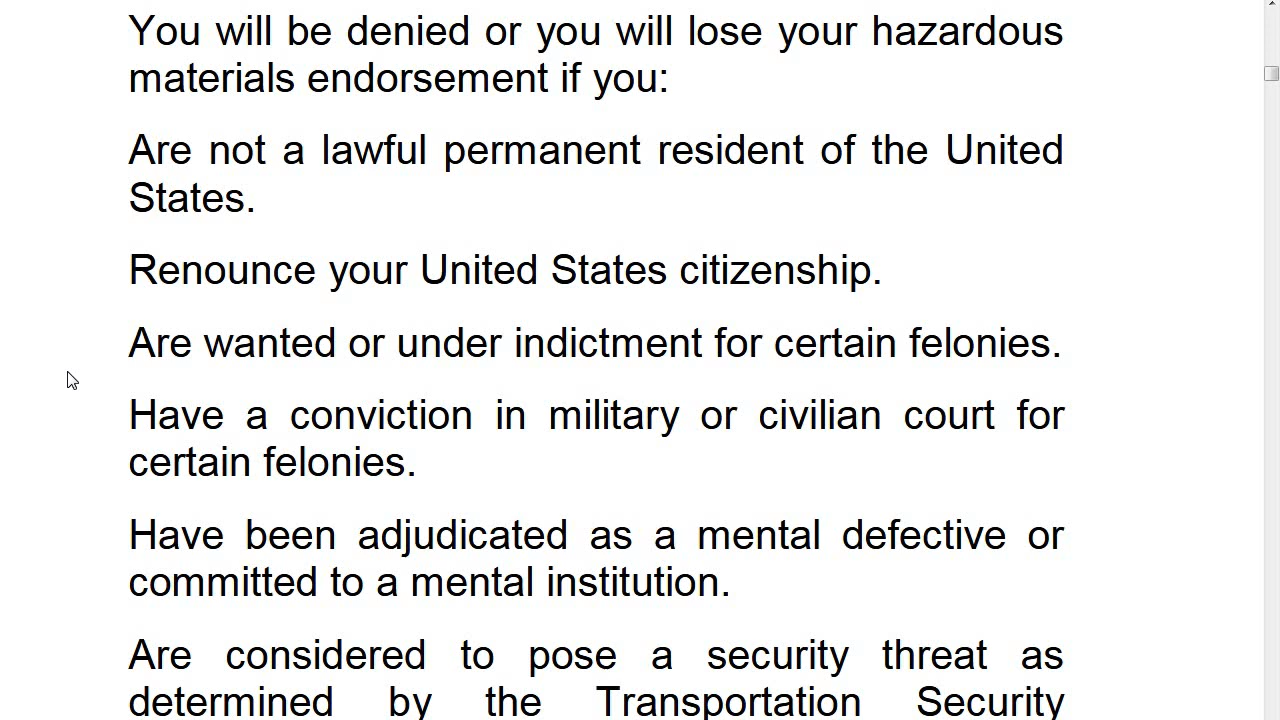 You will be denied or you will lose your hazardous
materials endorsement if you:
Are not a lawful permanent resident of the United
States.
Renounce your United States citizenship.
Are wanted or under indictment for certain felonies.
Have a conviction in military or civilian court for
certain felonies.
Have been adjudicated as a mental defective or
committed to a mental institution.
Are considered to pose a security threat as
determined by the Transportation Security